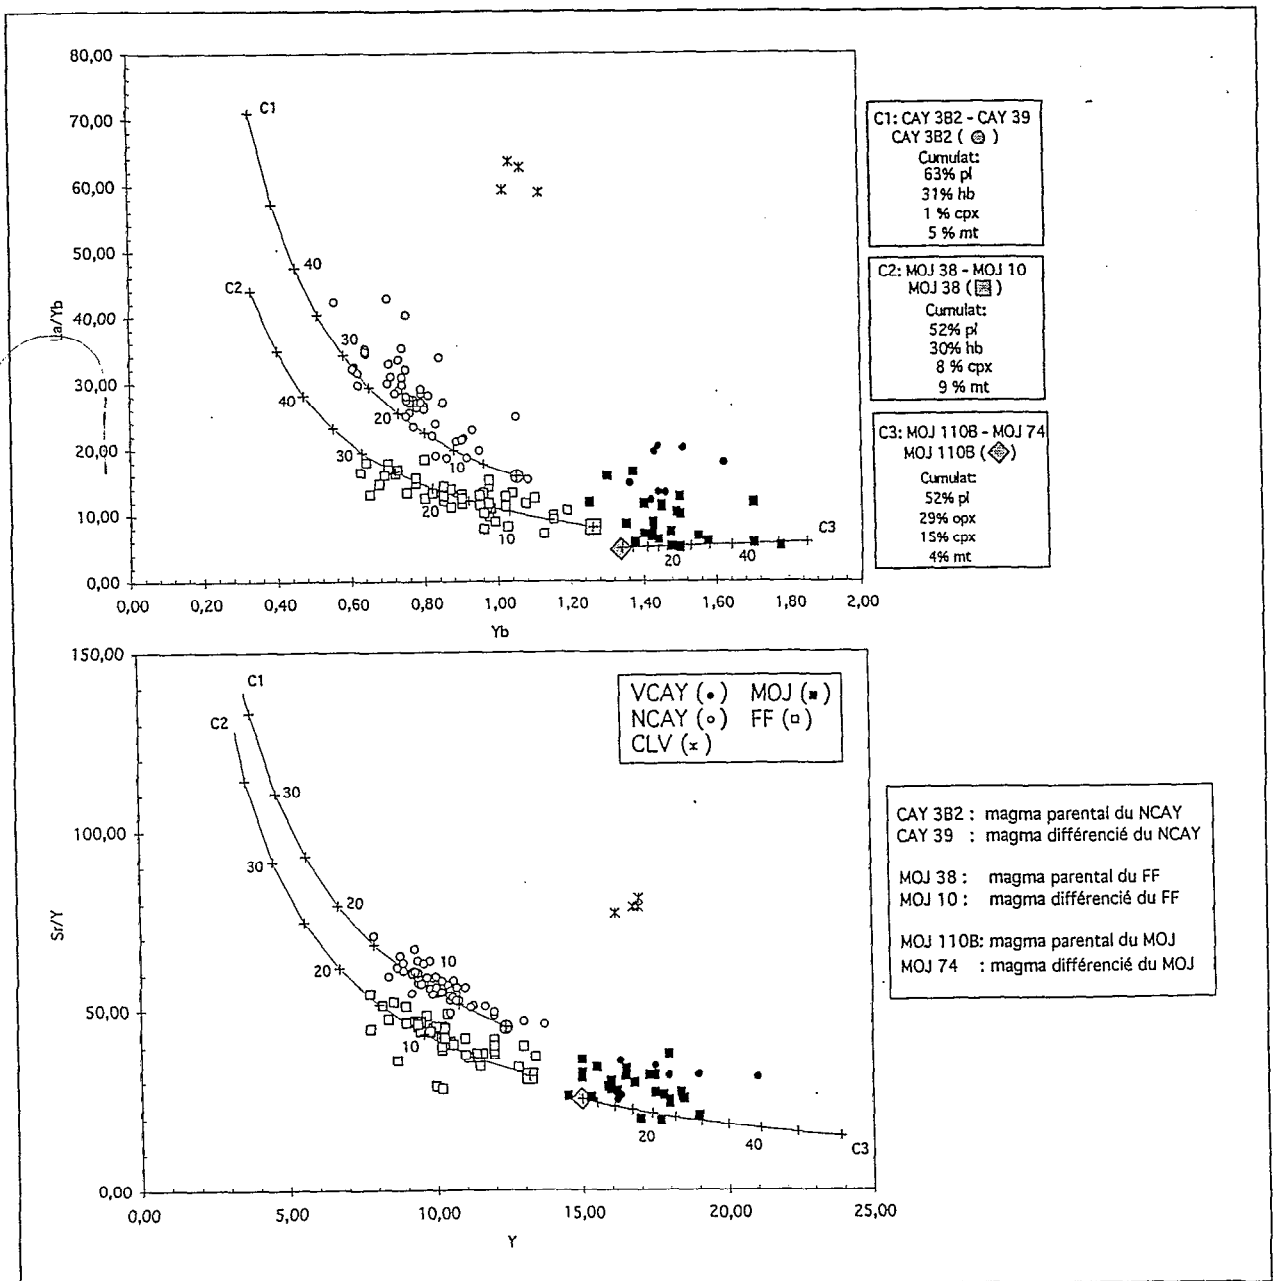 80,00
70,00
60,00
50,00
40,00
30,00
20,00
10,00
0,00
La/Yb
C1
40
30
20
10
C2
40
30
20
10
C3
20
40
0,00 0,20 0,40 0,60 0,80 1,00 1,20 1,40 1,60 1,80 2,00
Yb
C1: CAY 3B2 - CAY 39
CAY 3B2 ( )
Cumulat:
63% pl
31% hb
1 % cpx
5 % mt
C2: MOJ 38 - MOJ 10
MOJ 38 ( )
Cumulat:
52% pl
30% hb
8 % cpx
9 % mt
C3: MOJ 110B - MOJ 74
MOJ 110B ( )
Cumulat:
52% pl
29% opx
15% cpx
4% mt
150,00
100,00
50,00
0,00
Sr/Y
C1
C2
30
20
10
30
20
10
20
40
C3
VCAY ( ) MOJ ( )
NCAY ( ) FF ( )
CLV ( )
0,00 5,00 10,00 15,00 20,00 25,00
Y
CAY 3B2 : magma parental du NCAY
CAY 39 : magma différencié du NCAY
MOJ 38 : magma parental du FF
MOJ 10 : magma différencié du FF
MOJ 110B: magma parental du MOJ
MOJ 74 : magma différencié du MOJ